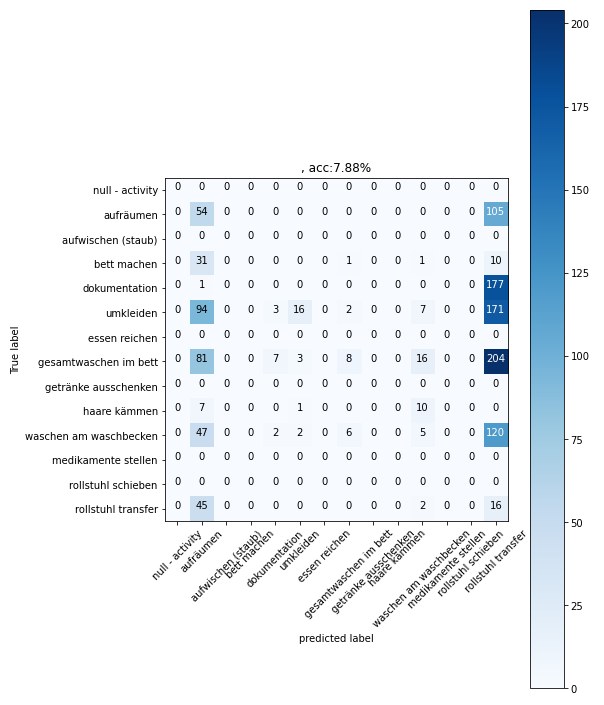 , acc:7.88%
True label
null - activity 0 0 0 0 0 0 0 0 0 0 0 0 0 0
aufräumen 0 54 0 0 0 0 0 0 0 0 0 0 0 105
aufwischen (staub) 0 0 0 0 0 0 0 0 0 0 0 0 0 0
bett machen 0 31 0 0 0 0 0 1 0 0 1 0 0 10
dokumentation 0 1 0 0 0 0 0 0 0 0 0 0 0 177
umkleiden 0 94 0 0 3 16 0 2 0 0 7 0 0 171
essen reichen 0 0 0 0 0 0 0 0 0 0 0 0 0 0
gesamtwaschen im bett 0 81 0 0 7 3 0 8 0 0 16 0 0 204
getränke ausschenken 0 0 0 0 0 0 0 0 0 0 0 0 0 0
haare kämmen 0 7 0 0 0 1 0 0 0 0 10 0 0 0
waschen am waschbecken 0 47 0 0 2 2 0 6 0 0 5 0 0 120
medikamente stellen 0 0 0 0 0 0 0 0 0 0 0 0 0 0
rollstuhl schieben 0 0 0 0 0 0 0 0 0 0 0 0 0 0
rollstuhl transfer 0 45 0 0 0 0 0 0 0 0 2 0 0 16
null - activity
aufräumen
aufwischen (staub)
bett machen
dokumentation
umkleiden
essen reichen
gesamtwaschen im bett
getränke ausschenken
haare kämmen
waschen am waschbecken
medikamente stellen
rollstuhl schieben
rollstuhl transfer
predicted label
200
175
150
125
100
75
50
25
0